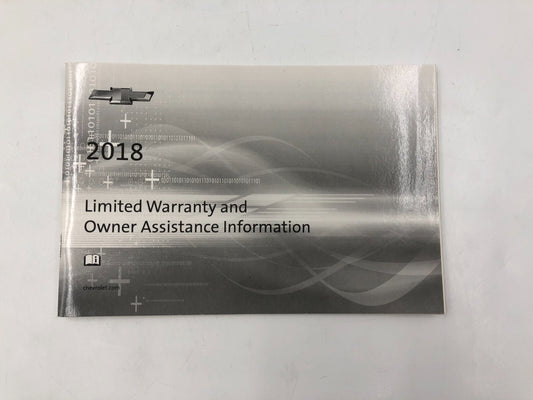 2018
Limited Warranty and
Owner Assistance Information
chevrolet.com